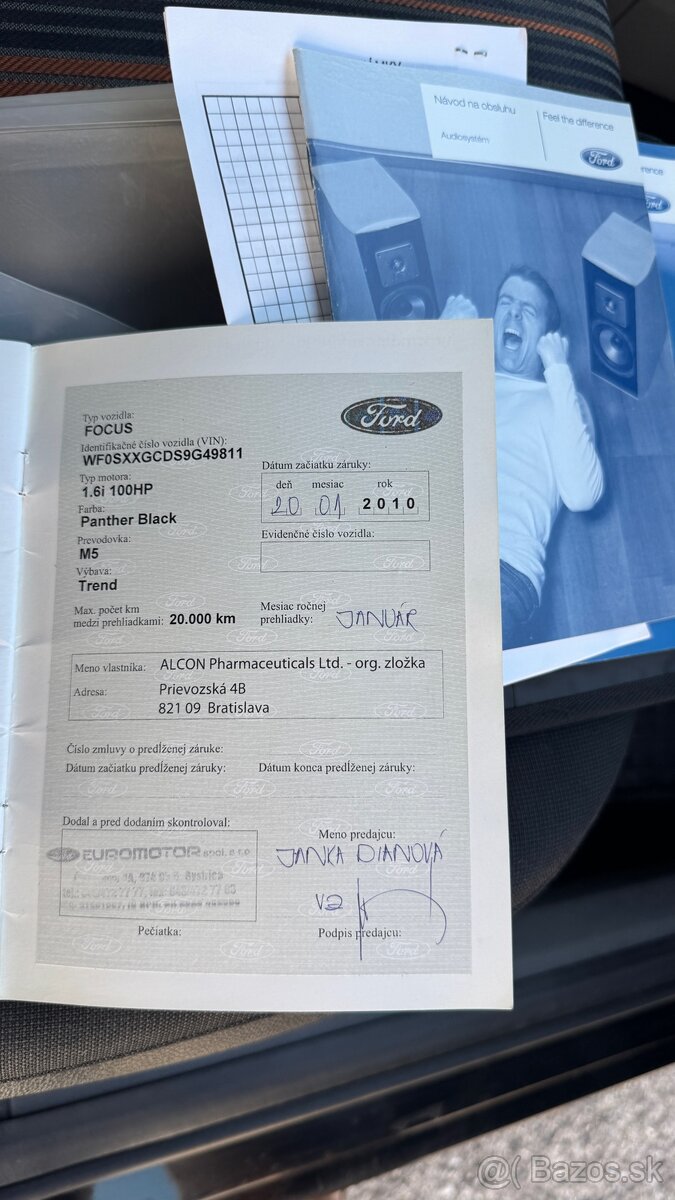 Návod na obsluhu
Audiosystém
Feel the difference
Ford
Ford
Typ vozidla:
FOCUS
Identifikačné číslo vozidla (VIN):
WF0SXXGCDS9G49811
Typ motora:
1.6i 100HP
Farba:
Panther Black
Prevodovka:
M5
Výbava:
Trend
Dátum začiatku záruky:
deň mesiac rok
20 01 2010
Evidenčné číslo vozidla:
Max. počet km
medzi prehliadkami: 20.000 km
Mesiac ročnej
prehliadky: JANUÁR
Meno vlastníka: ALCON Pharmaceuticals Ltd. - org. zložka
Adresa: Prievozská 4B
821 09 Bratislava
Číslo zmluvy o predĺženej záruke:
Dátum začiatku predĺženej záruky: Dátum konca predĺženej záruky:
Dodal a pred dodaním skontroloval:
EUROMOTOR spol. s r.o.
Pečiatka:
Meno predajcu:
JANKA DIANOVÁ
Podpis predajcu:
Bazos.sk